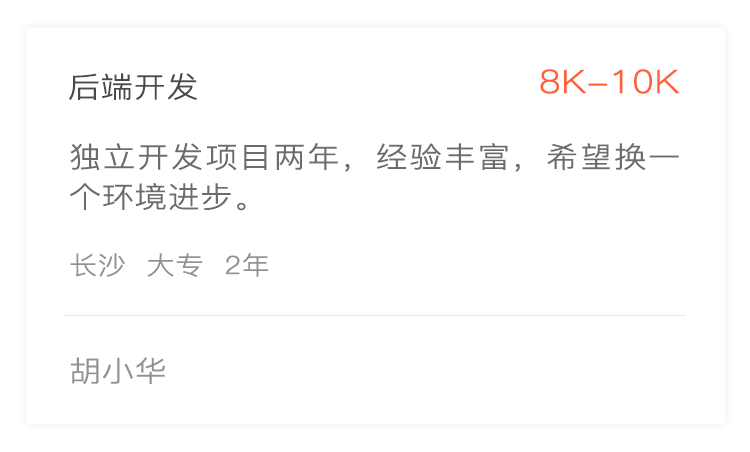 后端开发
8K-10K
独立开发项目两年，经验丰富，希望换一
个环境进步。
长沙 大专 2年
胡小华